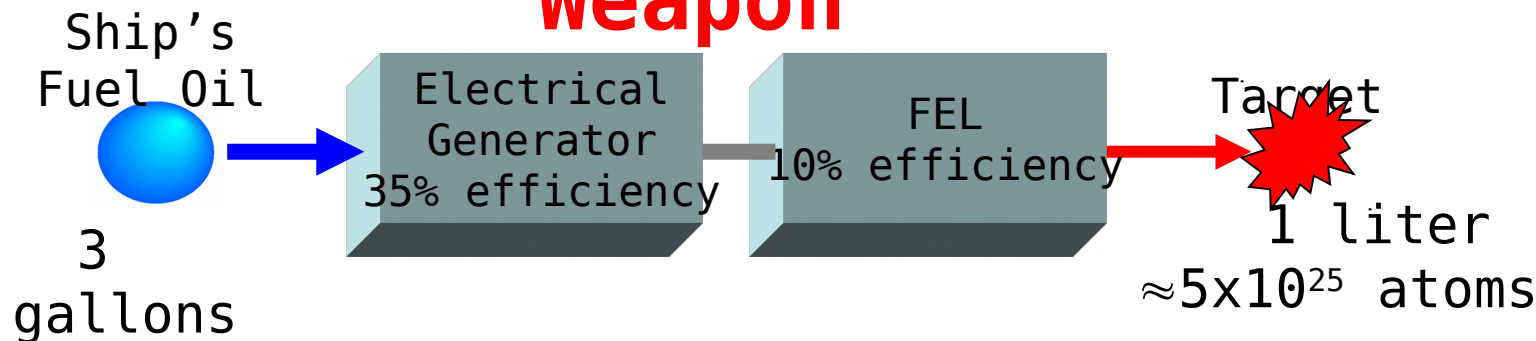 Weapon
Ship’s
Fuel Oil
Electrical
Generator
35% efficiency
FEL
10% efficiency
Target
3
gallons
1 liter
≈5x10²⁵ atoms